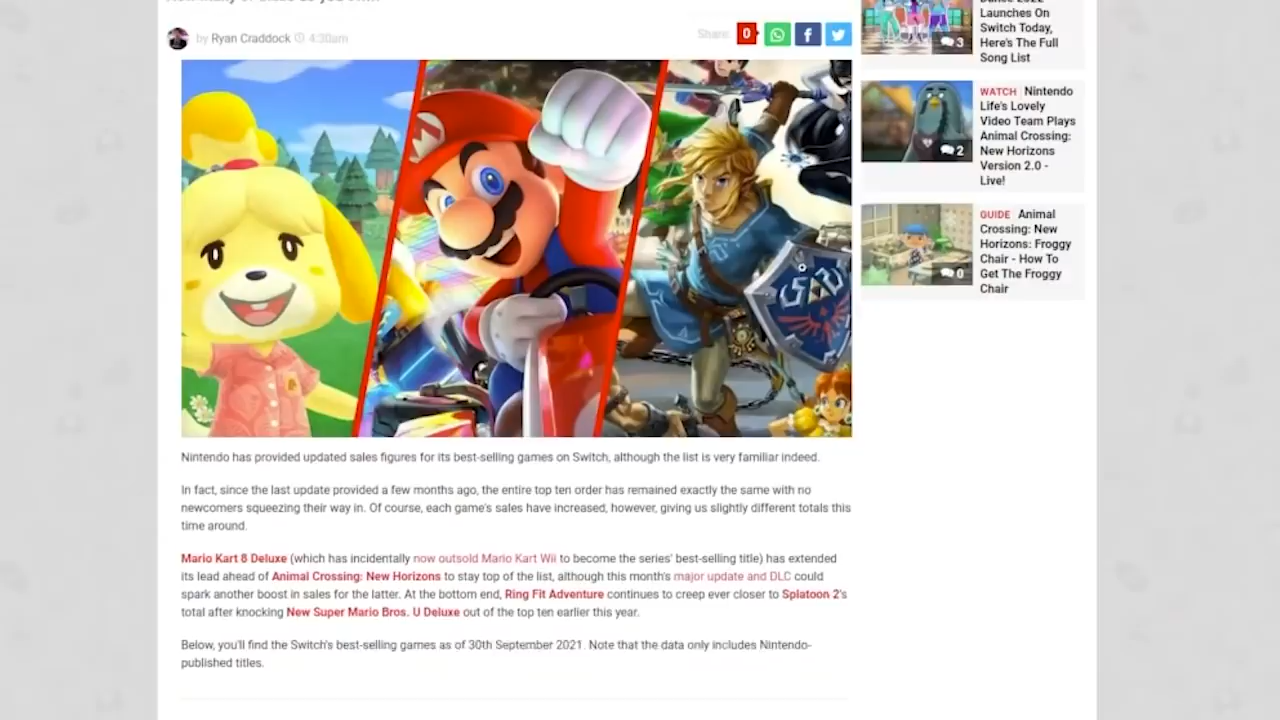 by Ryan Craddock 4:30am
Share: 0
Nintendo has provided updated sales figures for its best-selling games on Switch, although the list is very familiar indeed.
In fact, since the last update provided a few months ago, the entire top ten order has remained exactly the same with no
newcomers squeezing their way in. Of course, each game's sales have increased, however, giving us slightly different totals this
time around.
Mario Kart 8 Deluxe (which has incidentally now outsold Mario Kart Wii to become the series' best-selling title) has extended
its lead ahead of Animal Crossing: New Horizons to stay top of the list, although this month's major update and DLC could
spark another boost in sales for the latter. At the bottom end, Ring Fit Adventure continues to creep ever closer to Splatoon 2's
total after knocking New Super Mario Bros. U Deluxe out of the top ten earlier this year.
Below, you'll find the Switch's best-selling games as of 30th September 2021. Note that the data only includes Nintendo-
published titles.
Launches On
Switch Today,
Here's The Full
Song List
3
WATCH Nintendo
Life's Lovely
Video Team Plays
Animal Crossing:
New Horizons
Version 2.0 -
Live!
2
GUIDE Animal
Crossing: New
Horizons: Froggy
Chair - How To
Get The Froggy
Chair
0